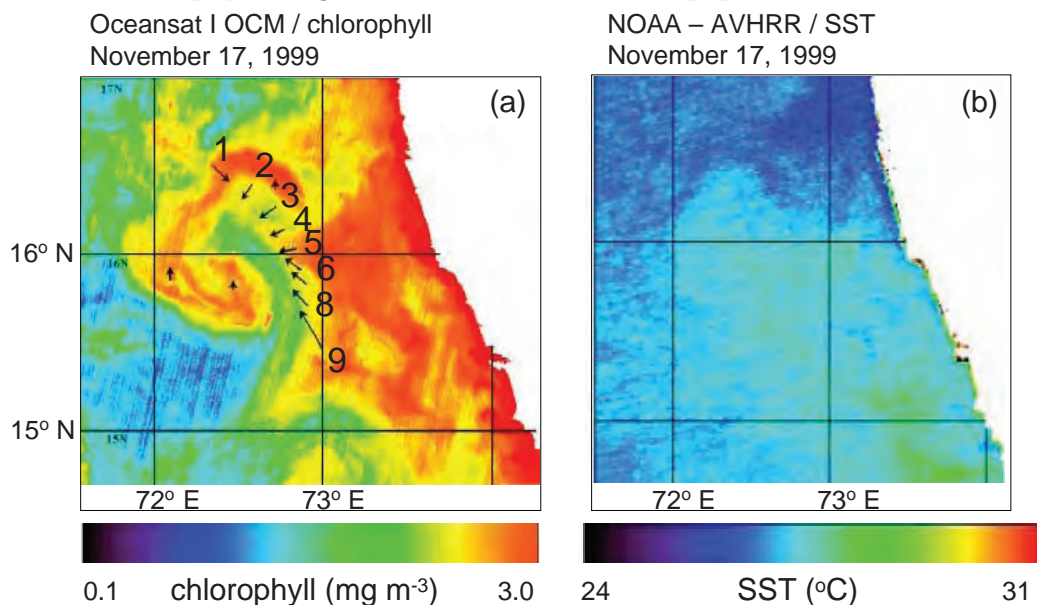 Oceansat I OCM / chlorophyll
November 17, 1999
(a)
17N
1
2
3
4
5
6
8
9
16° N
16N
15° N
15N
72° E
73° E
0.1
chlorophyll (mg m-3)
3.0
NOAA – AVHRR / SST
November 17, 1999
(b)
72° E
73° E
24
SST (°C)
31